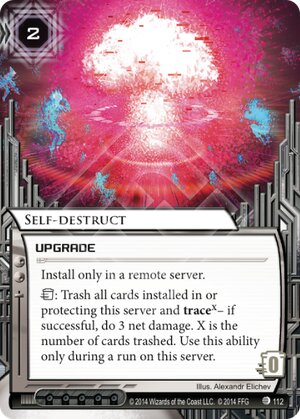 2
SELF-DESTRUCT
UPGRADE
Install only in a remote server.
: Trash all cards installed in or
protecting this server and traceˣ– if
successful, do 3 net damage. X is the
number of cards trashed. Use this ability
only during a run on this server.
0
Illus. Alexandr Elichev
© 2014 Wizards of the Coast LLC. © 2014 FFG 112